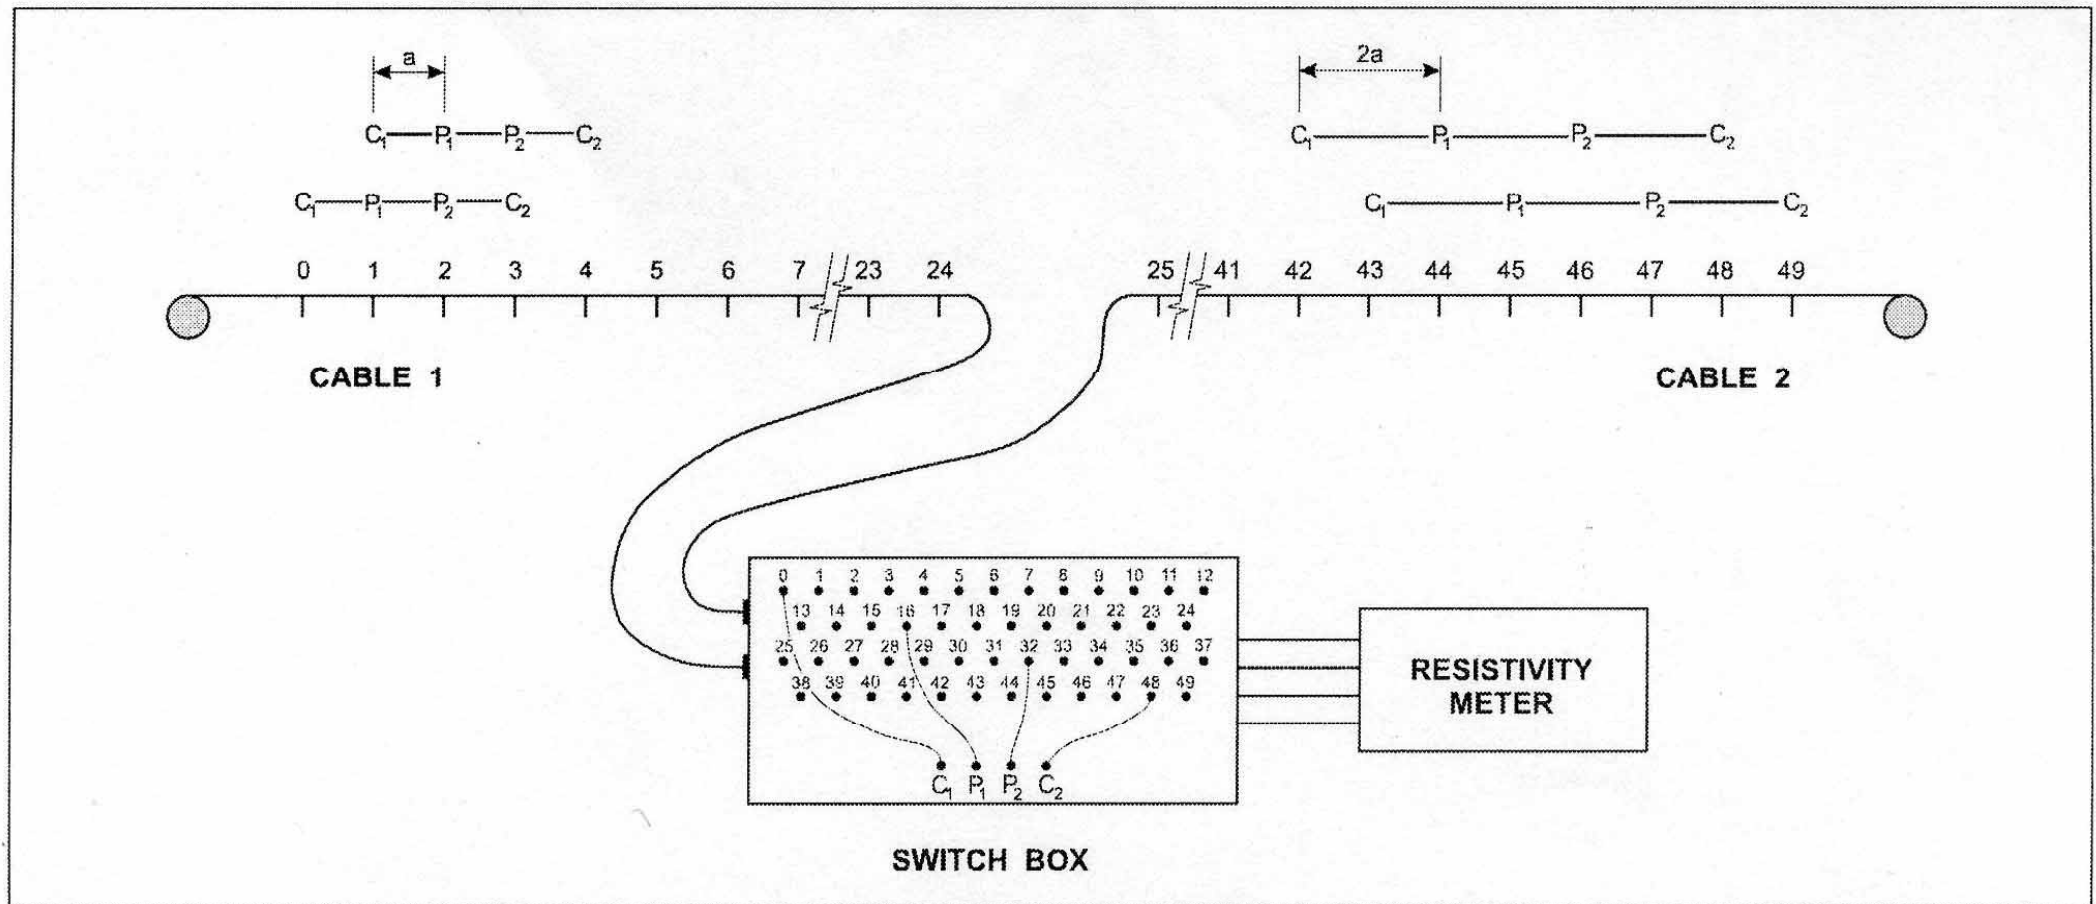 a
2a
C₁ P₁ P₂ C₂
C₁ P₁ P₂ C₂
C₁ P₁ P₂ C₂
C₁ P₁ P₂ C₂
0 1 2 3 4 5 6 7 23 24 25 41 42 43 44 45 46 47 48 49
CABLE 1
CABLE 2
0 1 2 3 4 5 6 7 8 9 10 11 12
13 14 15 16 17 18 19 20 21 22 23 24
25 26 27 28 29 30 31 32 33 34 35 36 37
38 39 40 41 42 43 44 45 46 47 48 49
C₁ P₁ P₂ C₂
RESISTIVITY
METER
SWITCH BOX